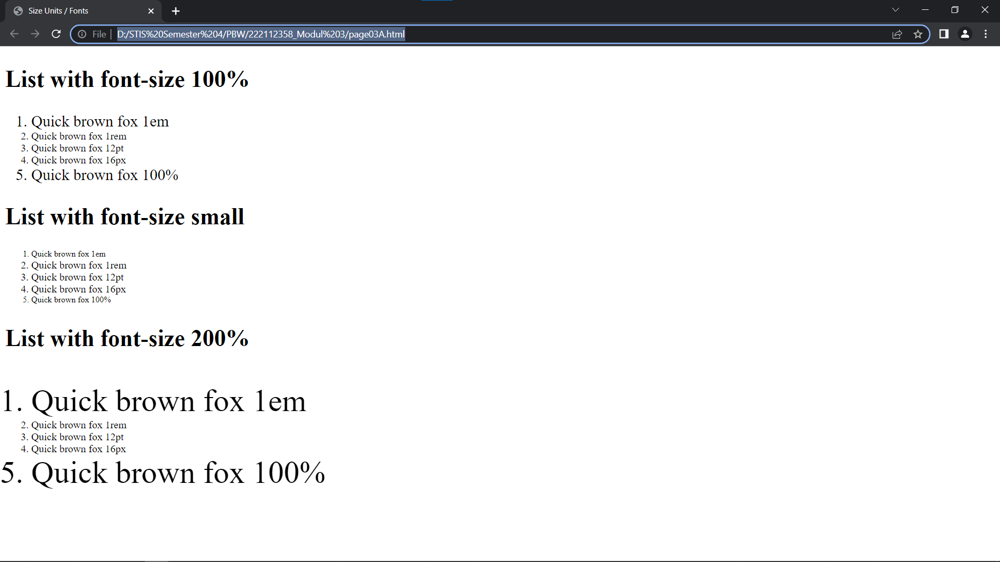 Size Units / Fonts
File
D:/STIS%20Semester%204/PBW/222112358_Modul%203/page03A.html
List with font-size 100%
1. Quick brown fox 1em
2. Quick brown fox 1rem
3. Quick brown fox 12pt
4. Quick brown fox 16px
5. Quick brown fox 100%
List with font-size small
1. Quick brown fox 1em
2. Quick brown fox 1rem
3. Quick brown fox 12pt
4. Quick brown fox 16px
5. Quick brown fox 100%
List with font-size 200%
1. Quick brown fox 1em
2. Quick brown fox 1rem
3. Quick brown fox 12pt
4. Quick brown fox 16px
5. Quick brown fox 100%